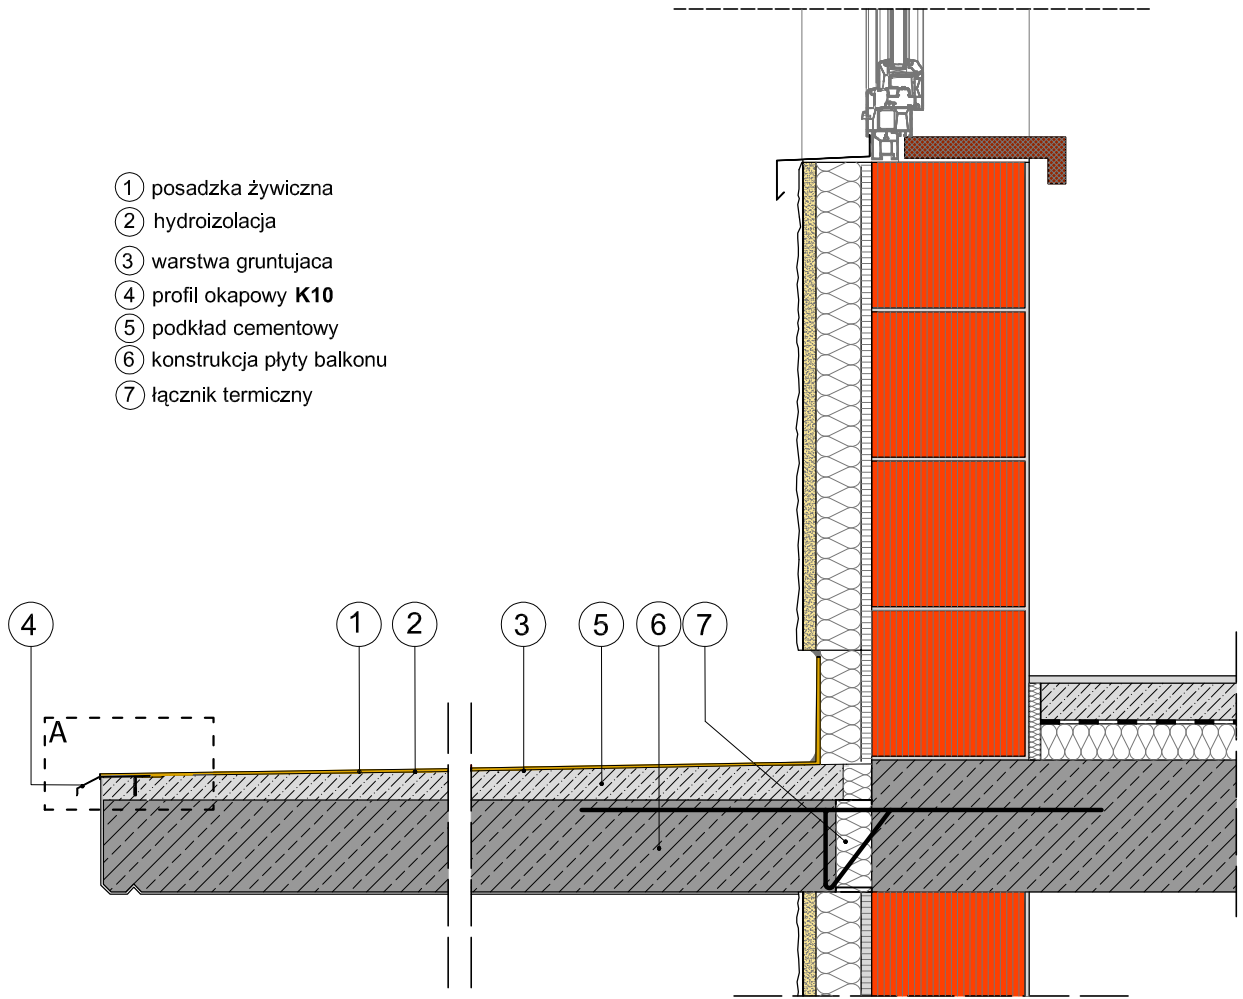 1 posadzka żywiczna
2 hydroizolacja
3 warstwa gruntujaca
4 profil okapowy K10
5 podkład cementowy
6 konstrukcja płyty balkonu
7 łącznik termiczny
4 1 2 3 5 6 7
A